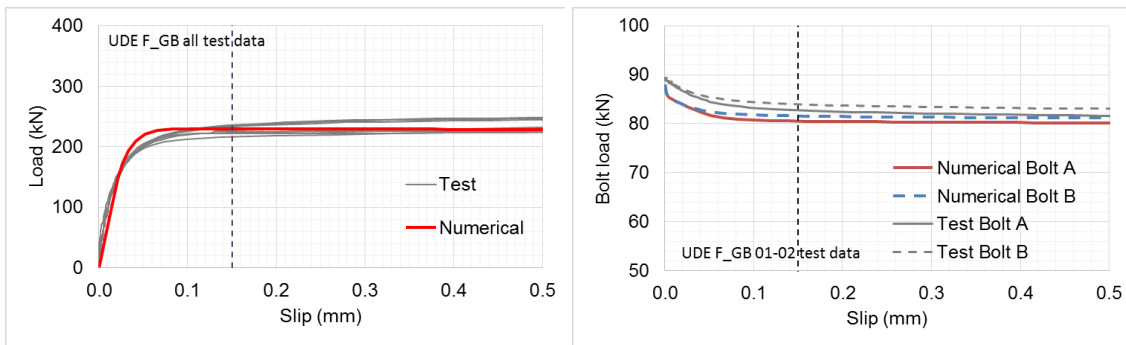 400
300
200
100
0
Load (kN)
UDE F_GB all test data
Test
Numerical
0.0 0.1 0.2 0.3 0.4 0.5
Slip (mm)
100
90
80
70
60
50
Bolt load (kN)
Numerical Bolt A
Numerical Bolt B
Test Bolt A
Test Bolt B
UDE F_GB 01-02 test data
0.0 0.1 0.2 0.3 0.4 0.5
Slip (mm)